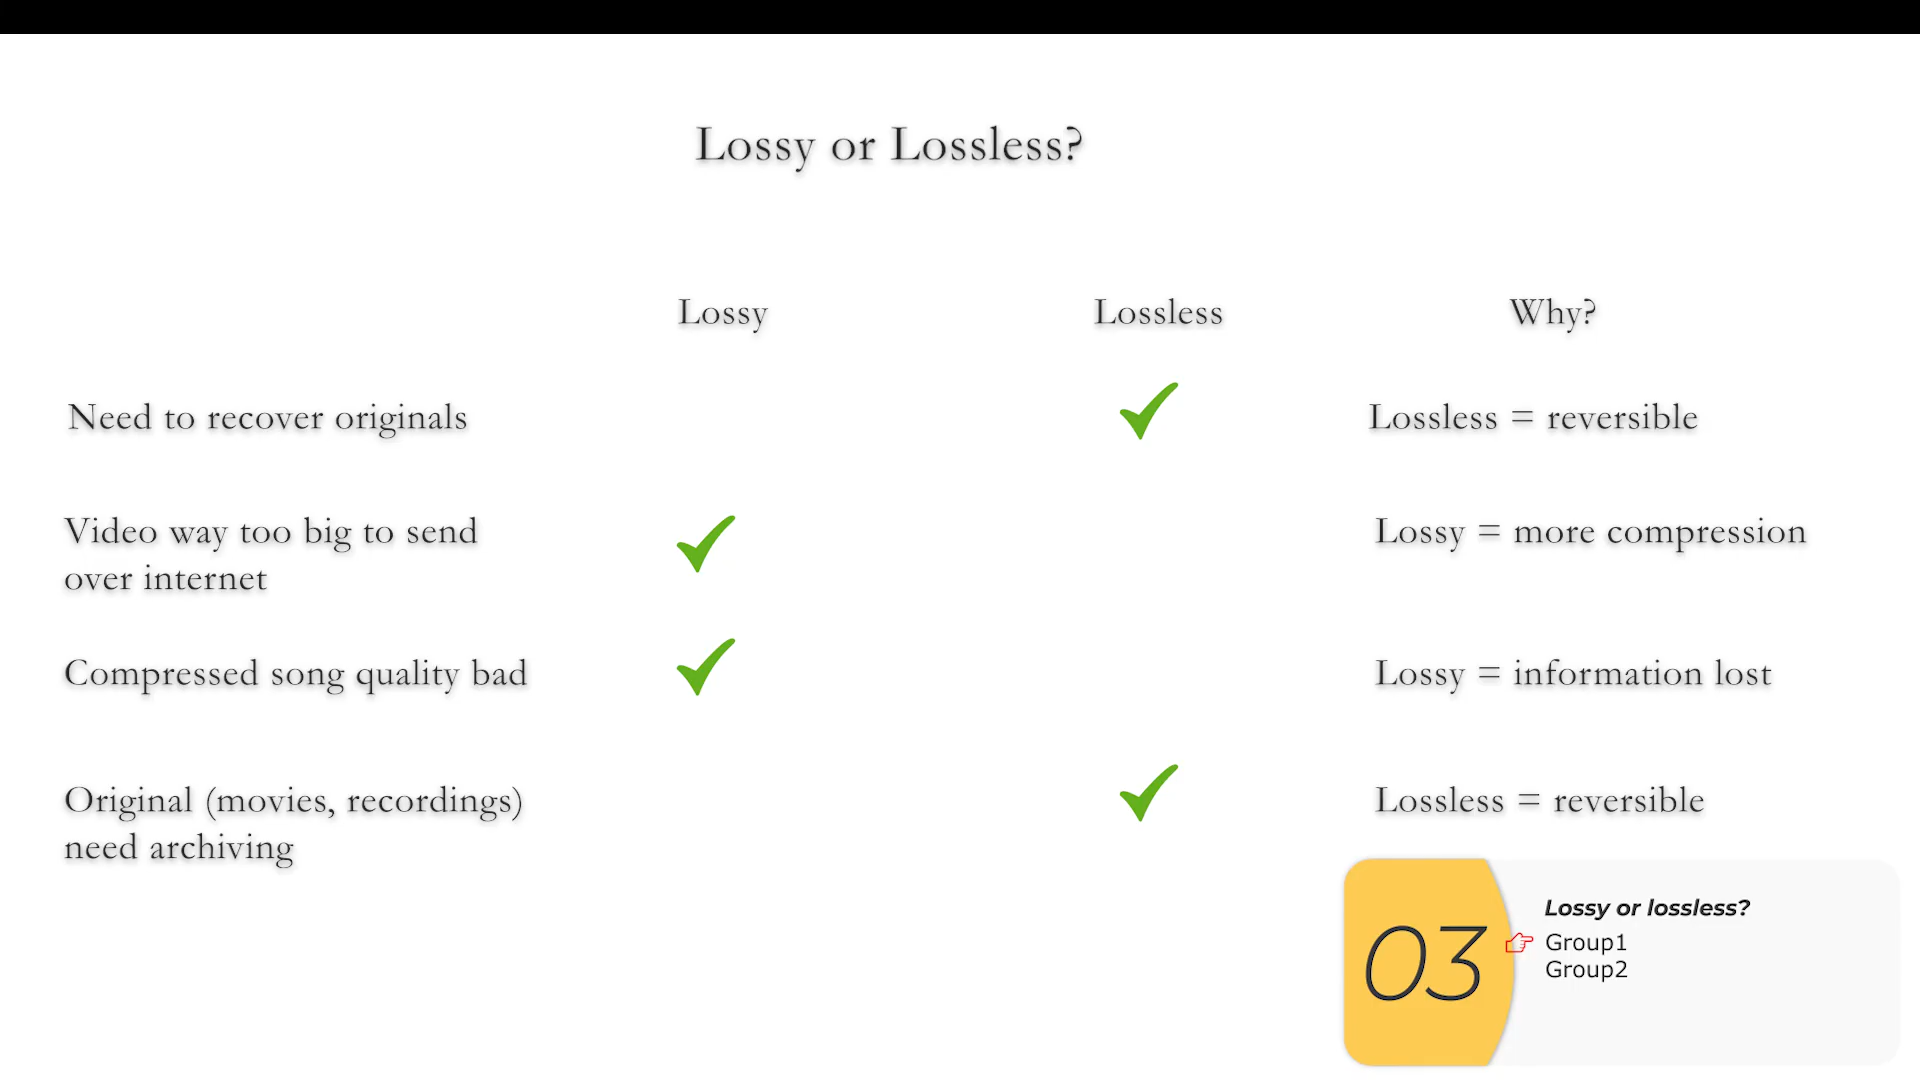 Lossy or Lossless?
Lossy Lossless Why?
Need to recover originals Lossless = reversible
Video way too big to send Lossy = more compression
over internet
Compressed song quality bad Lossy = information lost
Original (movies, recordings) Lossless = reversible
need archiving
03
Lossy or lossless?
Group1
Group2